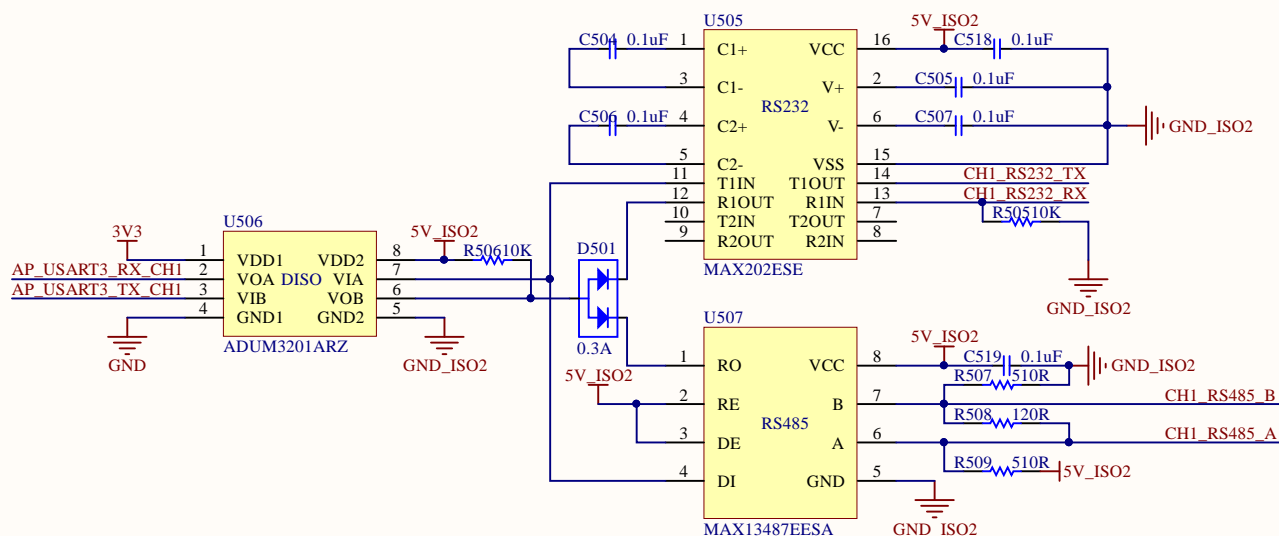 U505
5V_ISO2
C504 0.1uF 1 C1+ VCC 16 C518 0.1uF
3 C1- V+ 2 C505 0.1uF
RS232
C506 0.1uF 4 C2+ V- 6 C507 0.1uF GND_ISO2
5 C2- VSS 15
11 T1IN T1OUT 14 CH1_RS232_TX
12 R1OUT R1IN 13 CH1_RS232_RX
10 T2IN T2OUT 7 R505 10K
9 R2OUT R2IN 8
MAX202ESE
GND_ISO2
U506
3V3 5V_ISO2
1 VDD1 VDD2 8 R506 10K D501
AP_USART3_RX_CH1 2 VOA DISO VIA 7
AP_USART3_TX_CH1 3 VIB VOB 6
4 GND1 GND2 5
ADUM3201ARZ
GND GND_ISO2
0.3A
U507
5V_ISO2
1 RO VCC 8 C519 0.1uF GND_ISO2
5V_ISO2 R507 510R
2 RE B 7 CH1_RS485_B
RS485 R508 120R
3 DE A 6 CH1_RS485_A
R509 510R 5V_ISO2
4 DI GND 5
MAX13487EESA
GND_ISO2